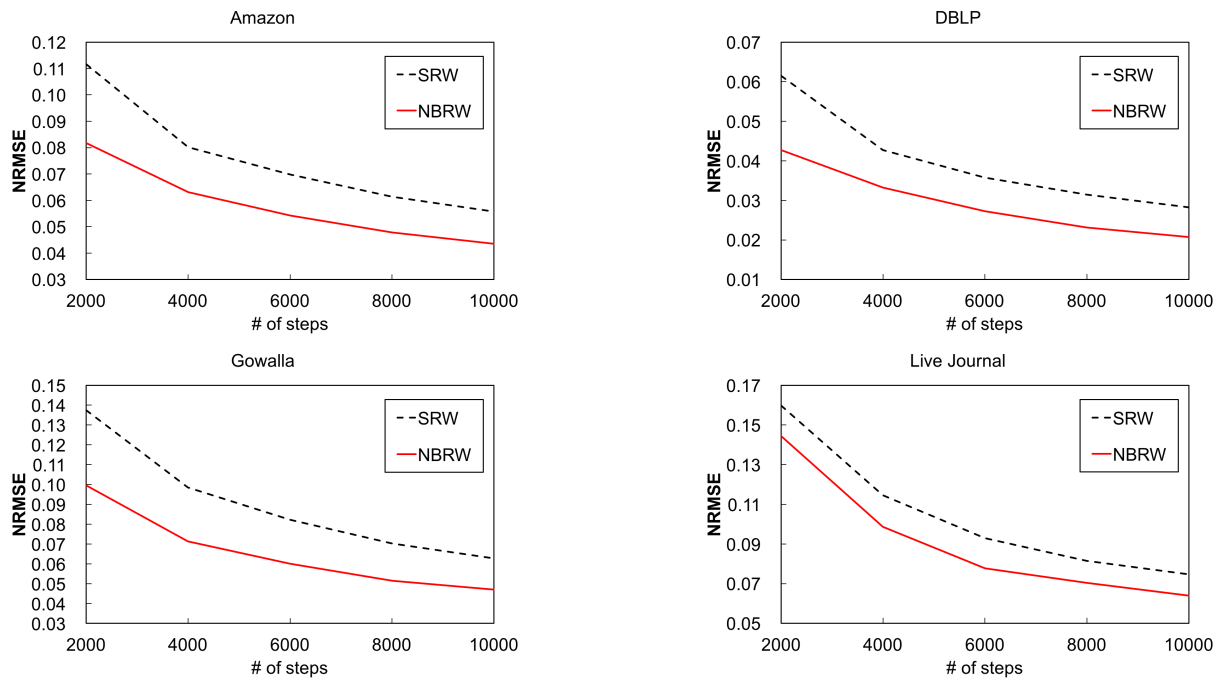 Amazon
0.12
0.11
0.10
0.09
0.08
0.07
0.06
0.05
0.04
0.03
NRMSE
SRW
NBRW
2000 4000 6000 8000 10000
# of steps
DBLP
0.07
0.06
0.05
0.04
0.03
0.02
0.01
NRMSE
SRW
NBRW
2000 4000 6000 8000 10000
# of steps
Gowalla
0.15
0.14
0.13
0.12
0.11
0.10
0.09
0.08
0.07
0.06
0.05
0.04
0.03
NRMSE
SRW
NBRW
2000 4000 6000 8000 10000
# of steps
Live Journal
0.17
0.15
0.13
0.11
0.09
0.07
0.05
NRMSE
SRW
NBRW
2000 4000 6000 8000 10000
# of steps